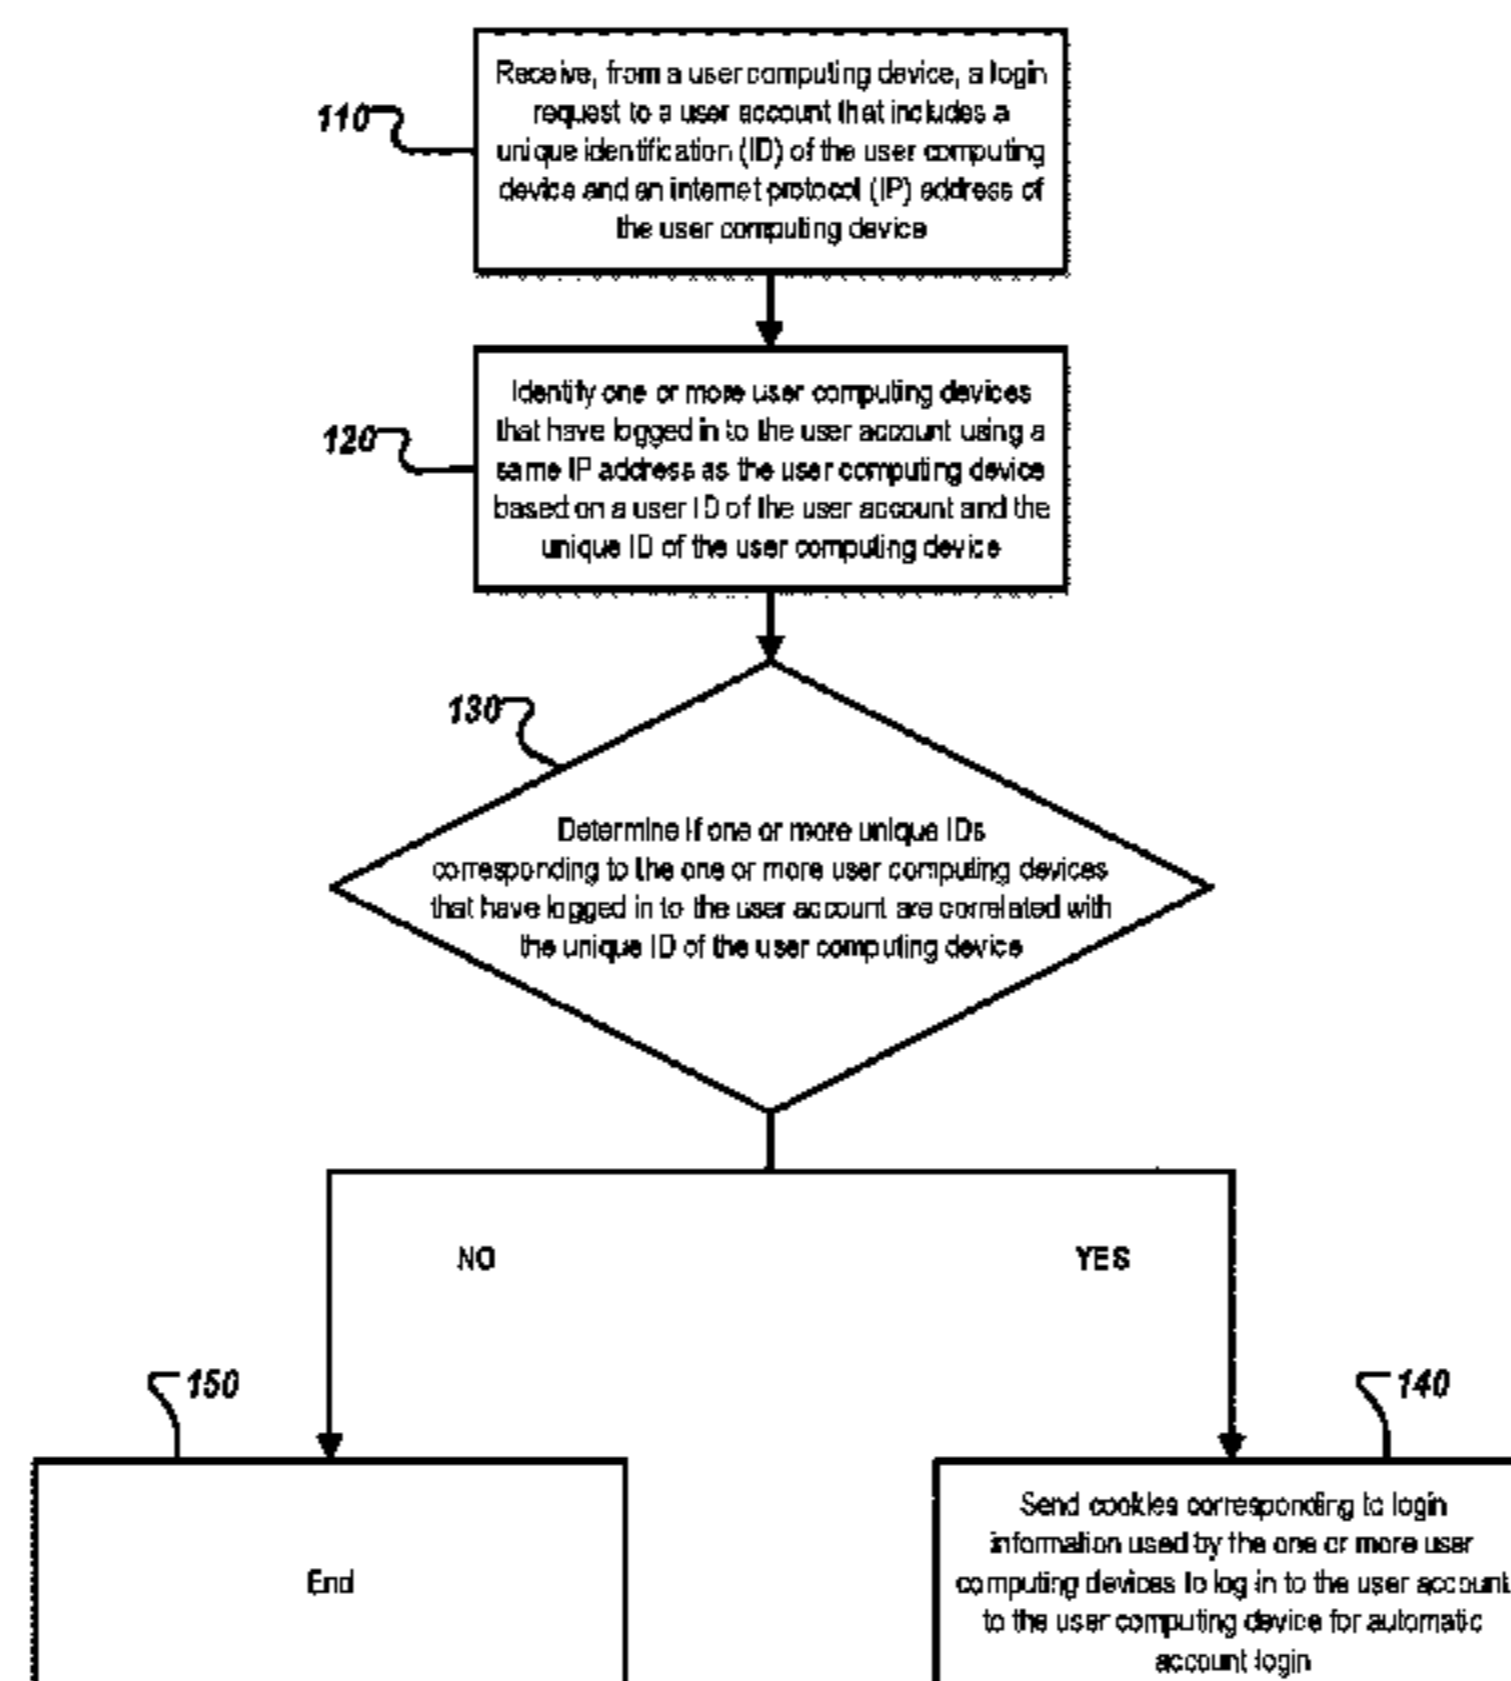 110
Receive, from a user computing device, a login
request to a user account that includes a
unique identification (ID) of the user computing
device and an internet protocol (IP) address of
the user computing device
120
Identify one or more user computing devices
that have logged in to the user account using a
same IP address as the user computing device
based on a user ID of the user account and the
unique ID of the user computing device
130
Determine if one or more unique IDs
corresponding to the one or more user computing devices
that have logged in to the user account are correlated with
the unique ID of the user computing device
NO
YES
150
140
End
Send cookies corresponding to login
information used by the one or more user
computing devices to log in to the user account
to the user computing device for automatic
account login